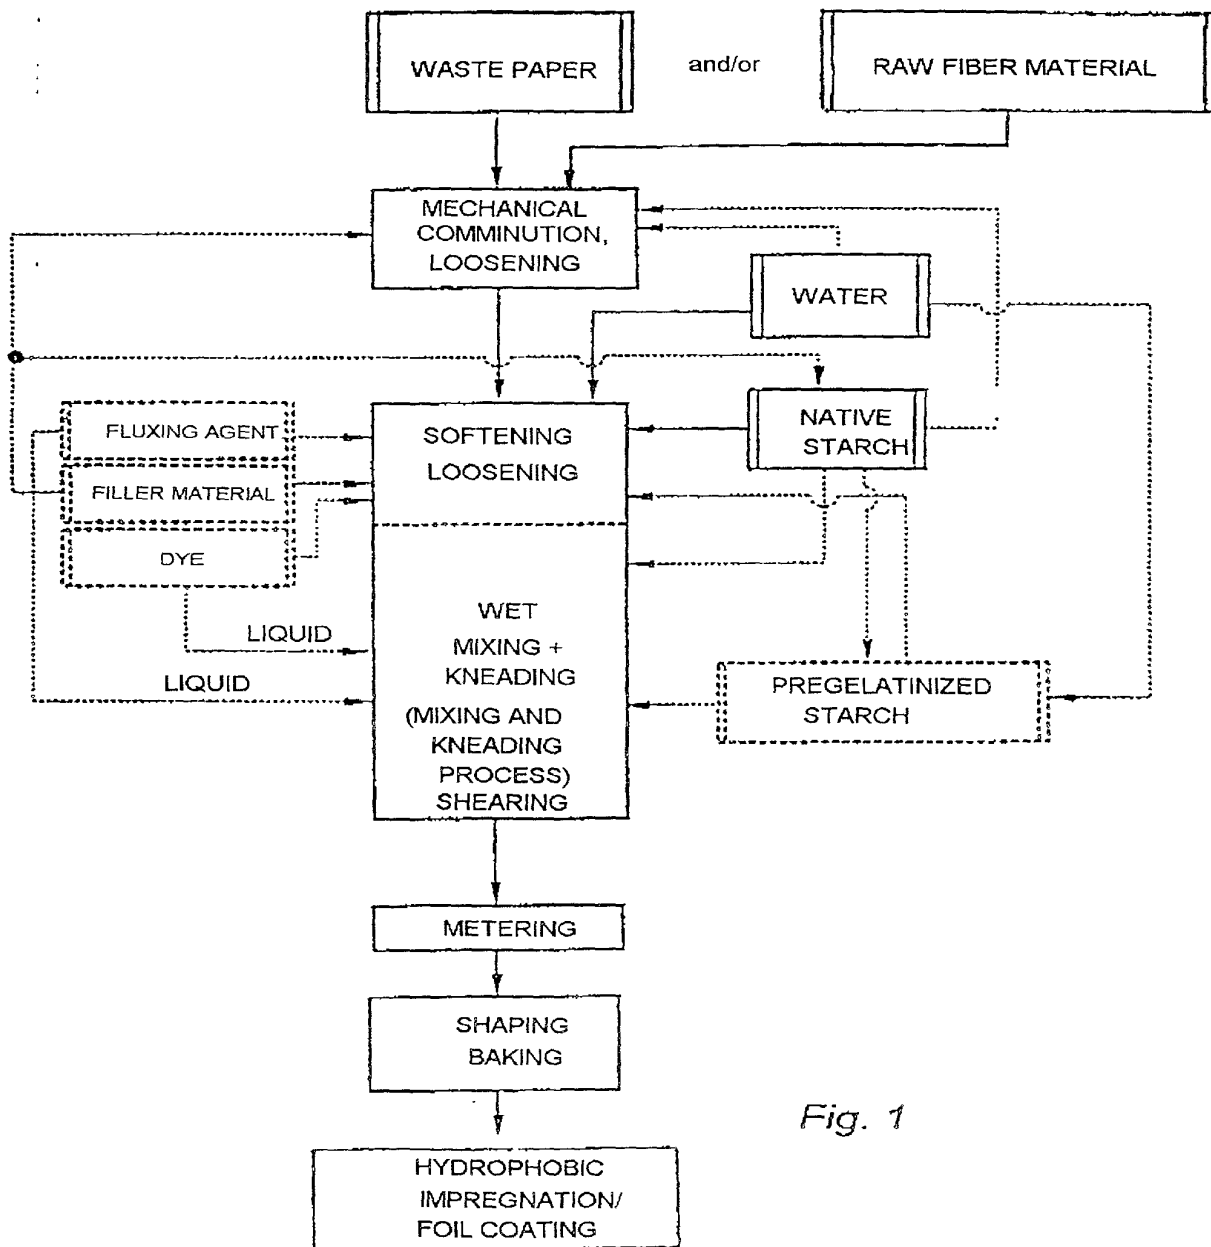 WASTE PAPER
and/or
RAW FIBER MATERIAL
MECHANICAL
COMMINUTION,
LOOSENING
WATER
FLUXING AGENT
FILLER MATERIAL
DYE
SOFTENING
LOOSENING
NATIVE
STARCH
LIQUID
LIQUID
WET
MIXING +
KNEADING
(MIXING AND
KNEADING
PROCESS)
SHEARING
PREGELATINIZED
STARCH
METERING
SHAPING
BAKING
Fig. 1
HYDROPHOBIC
IMPREGNATION/
FOIL COATING